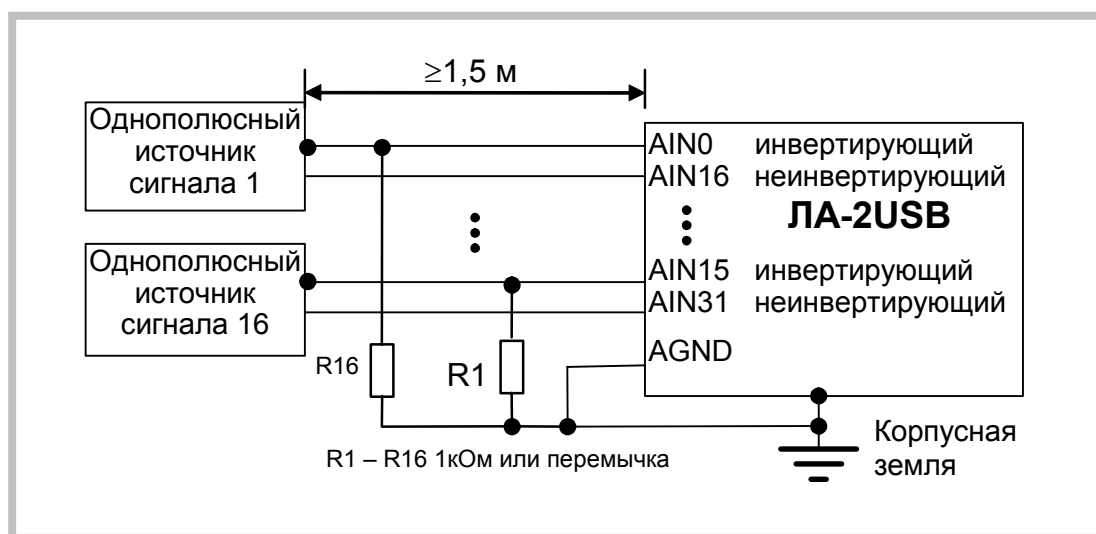 ≥1,5 м
Однополюсный
источник
сигнала 1
AIN0 инвертирующий
AIN16 неинвертирующий
ЛА-2USB
Однополюсный
источник
сигнала 16
AIN15 инвертирующий
AIN31 неинвертирующий
AGND
R16
R1
Корпусная
земля
R1 – R16 1кОм или перемычка